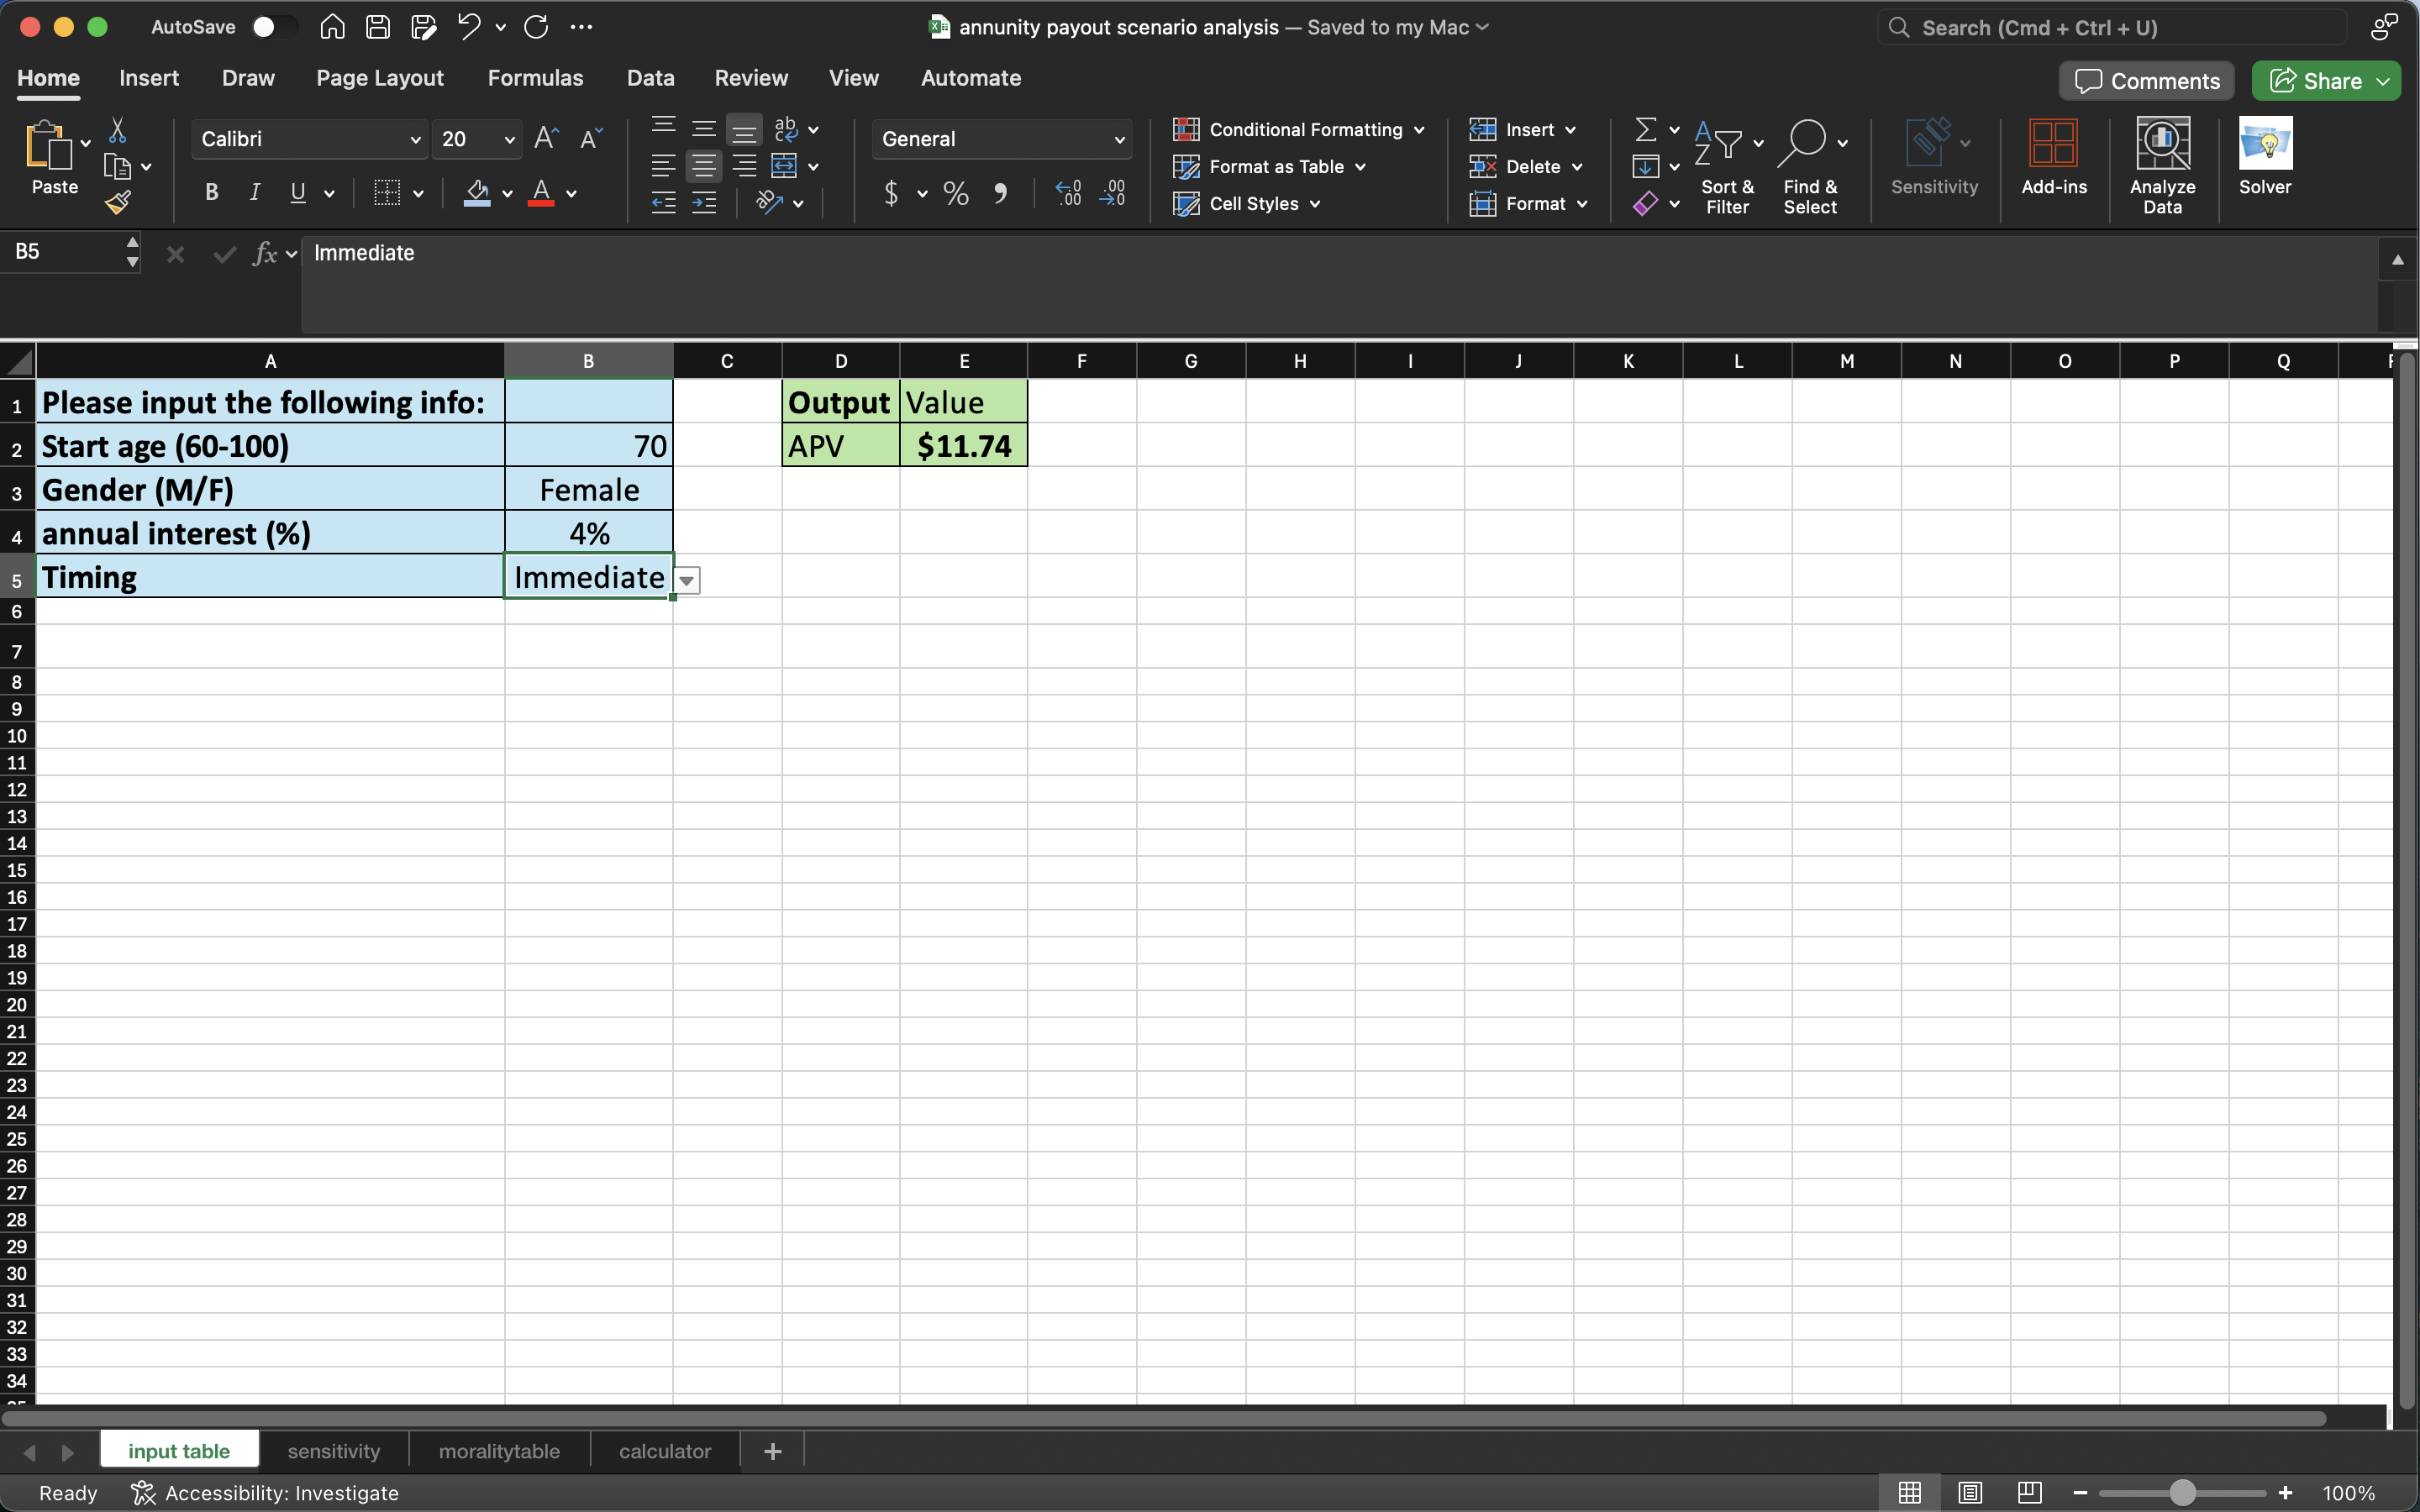 AutoSave
annunity payout scenario analysis — Saved to my Mac
Search (Cmd + Ctrl + U)
Home Insert Draw Page Layout Formulas Data Review View Automate
Comments Share
Paste
Calibri 20
General
Conditional Formatting
Format as Table
Cell Styles
Insert
Delete
Format
Sort & Filter
Find & Select
Sensitivity
Add-ins
Analyze Data
Solver
B5 fx Immediate
A B C D E F G H I J K L M N O P Q
1 Please input the following info: Output Value
2 Start age (60-100) 70 APV $11.74
3 Gender (M/F) Female
4 annual interest (%) 4%
5 Timing Immediate
6
7
8
9
10
11
12
13
14
15
16
17
18
19
20
21
22
23
24
25
26
27
28
29
30
31
32
33
34
input table sensitivity moralitytable calculator +
Ready Accessibility: Investigate 100%